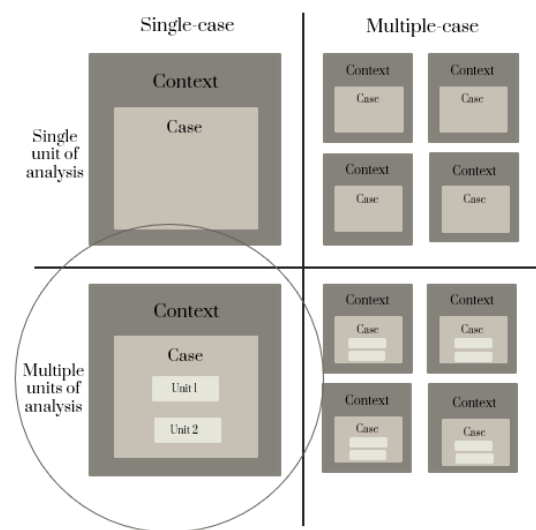 Single-case
Multiple-case
Single
unit of
analysis
Context
Case
Context
Case
Context
Case
Context
Case
Context
Case
Multiple
units of
analysis
Context
Case
Unit 1
Unit 2
Context
Case
Context
Case
Context
Case
Context
Case